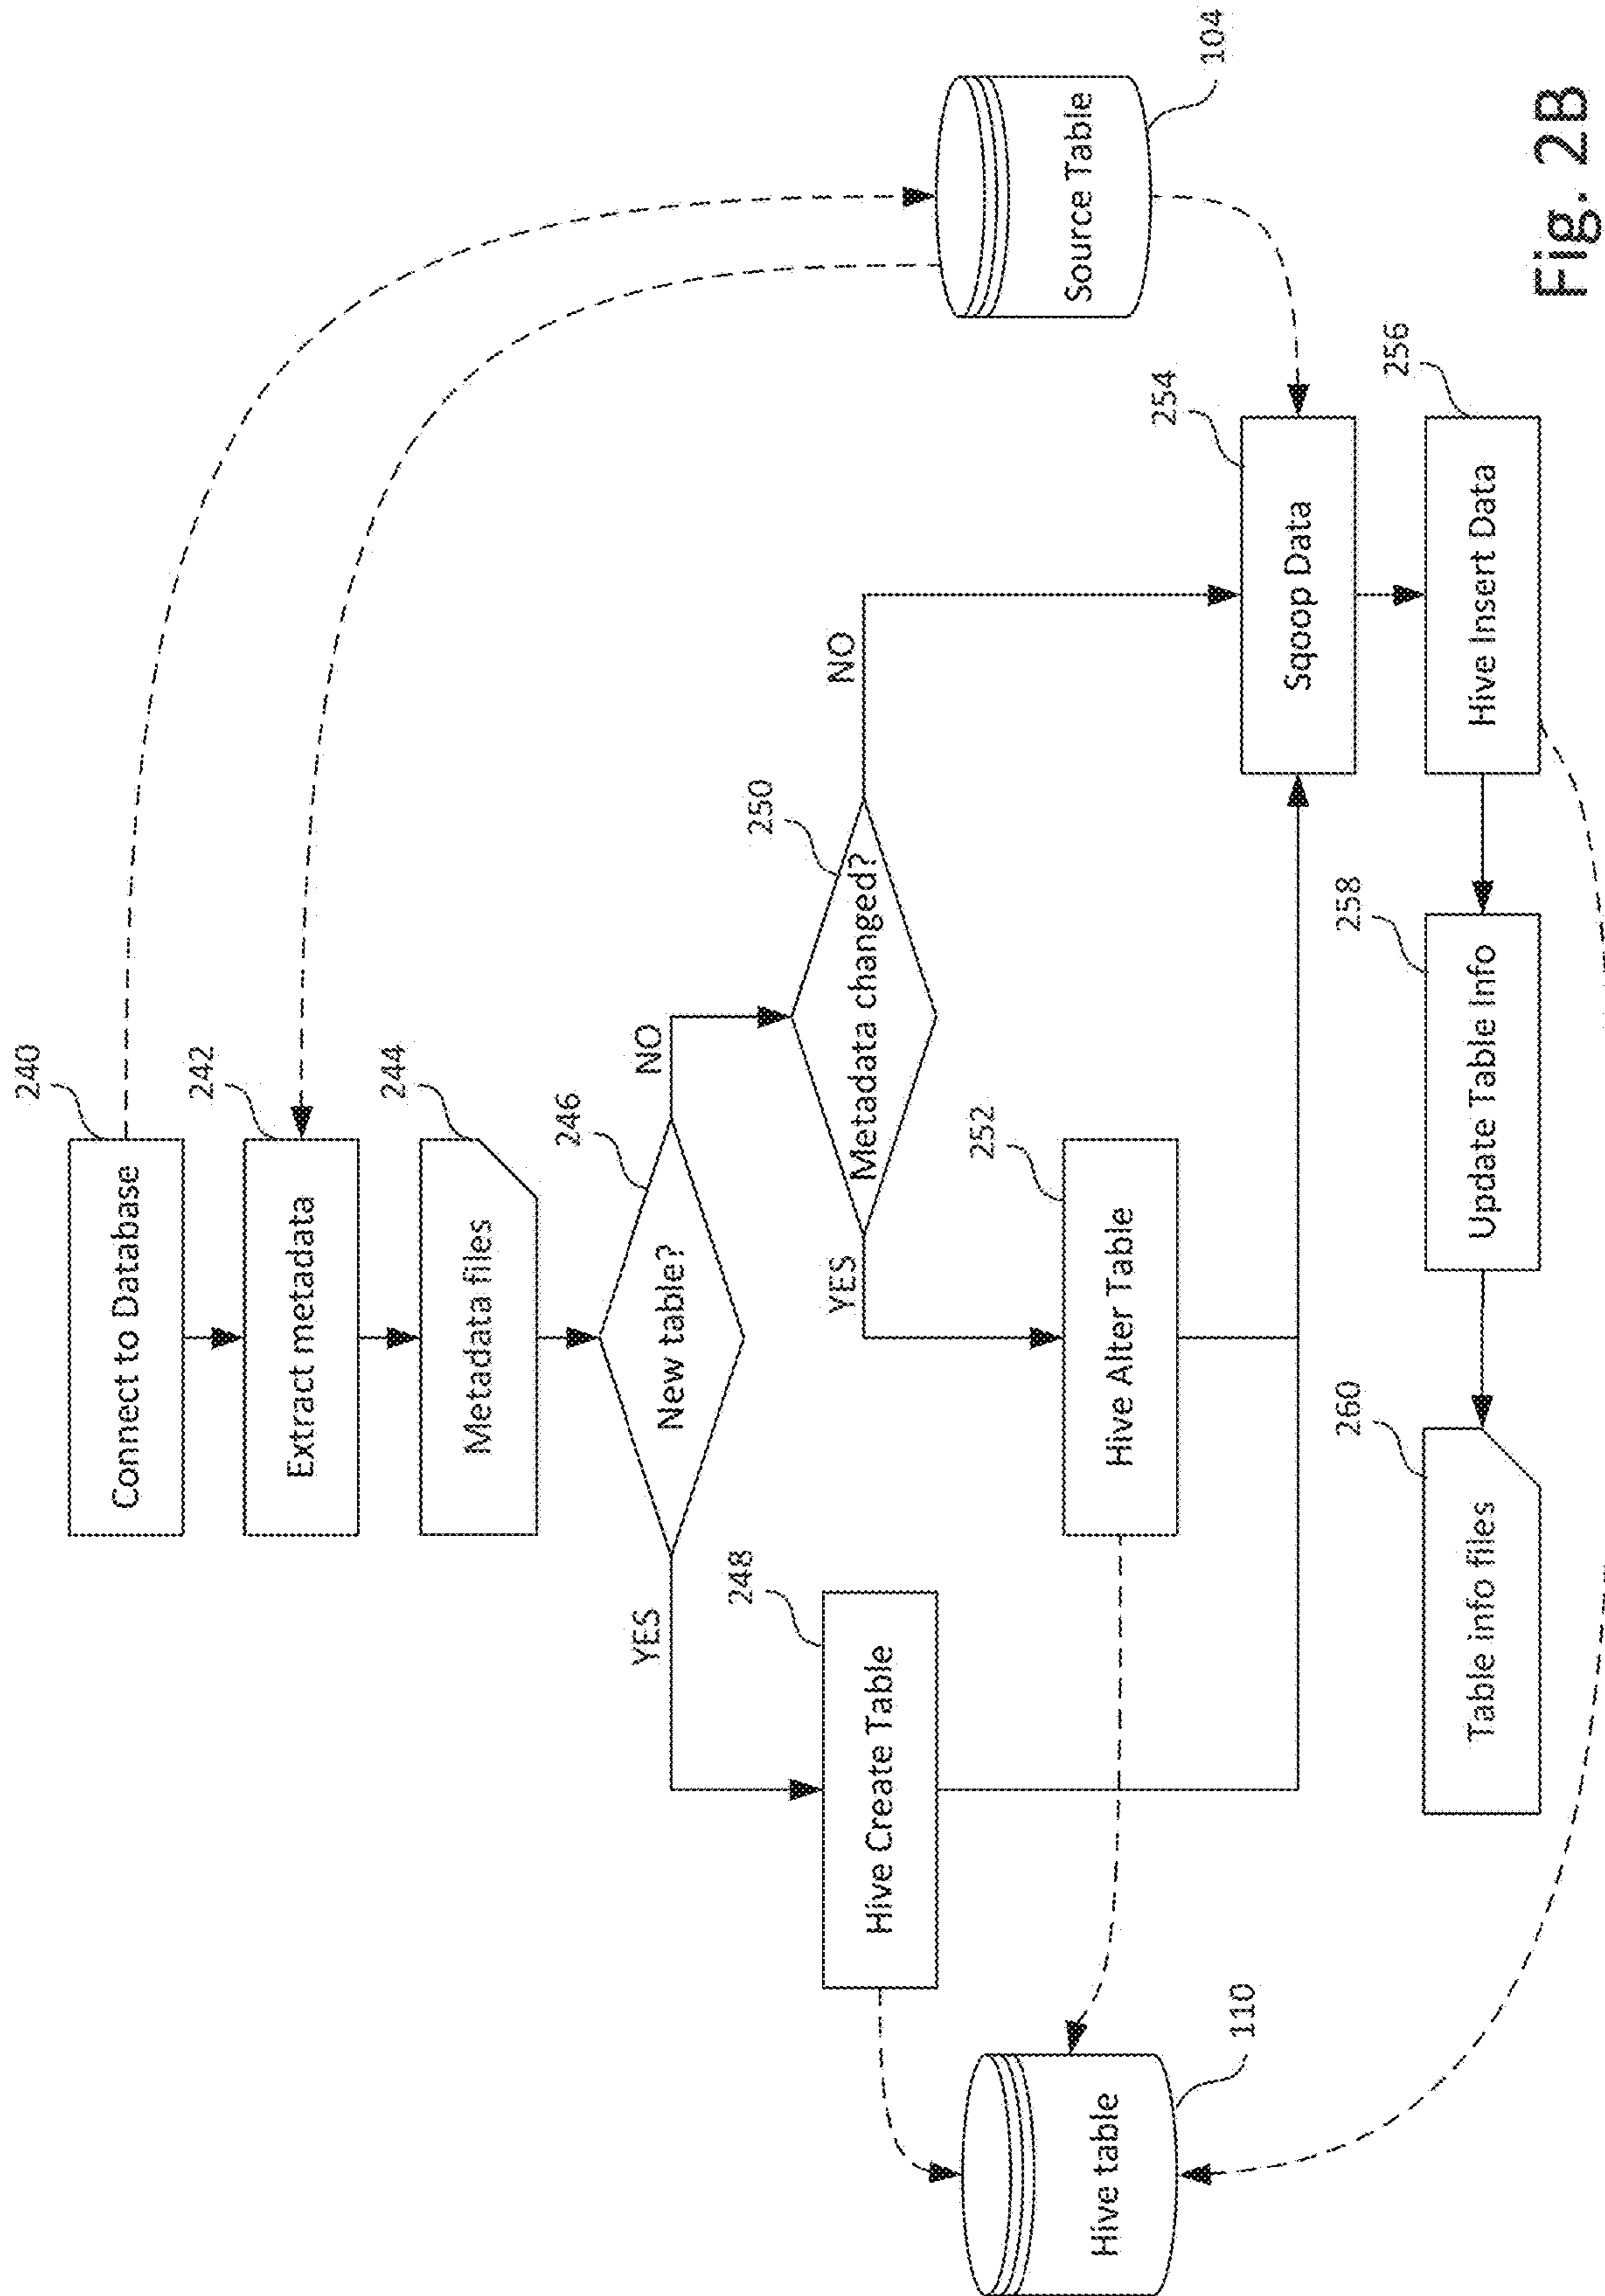 240
Connect to Database
242
Extract metadata
244
Metadata files
246
New table?
YES
NO
248
Hive Create Table
250
Metadata changed?
YES
NO
252
Hive Alter Table
Source Table
104
Hive table
110
254
Sqoop Data
256
Hive Insert Data
258
Update Table Info
260
Table info files
Fig. 2B